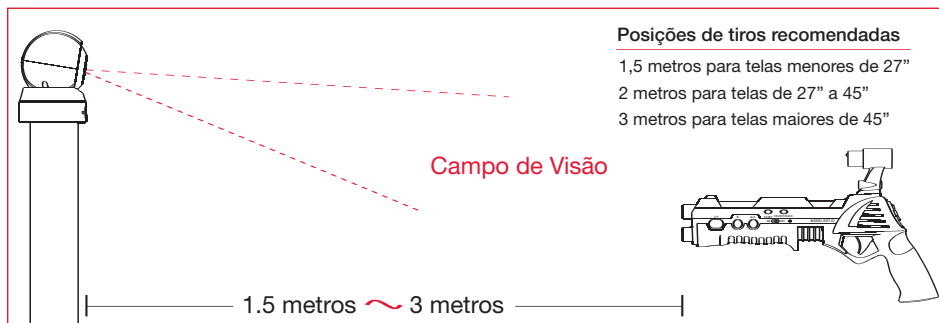 Posições de tiros recomendadas
1,5 metros para telas menores de 27”
2 metros para telas de 27” a 45”
3 metros para telas maiores de 45”
Campo de Visão
1.5 metros ~ 3 metros